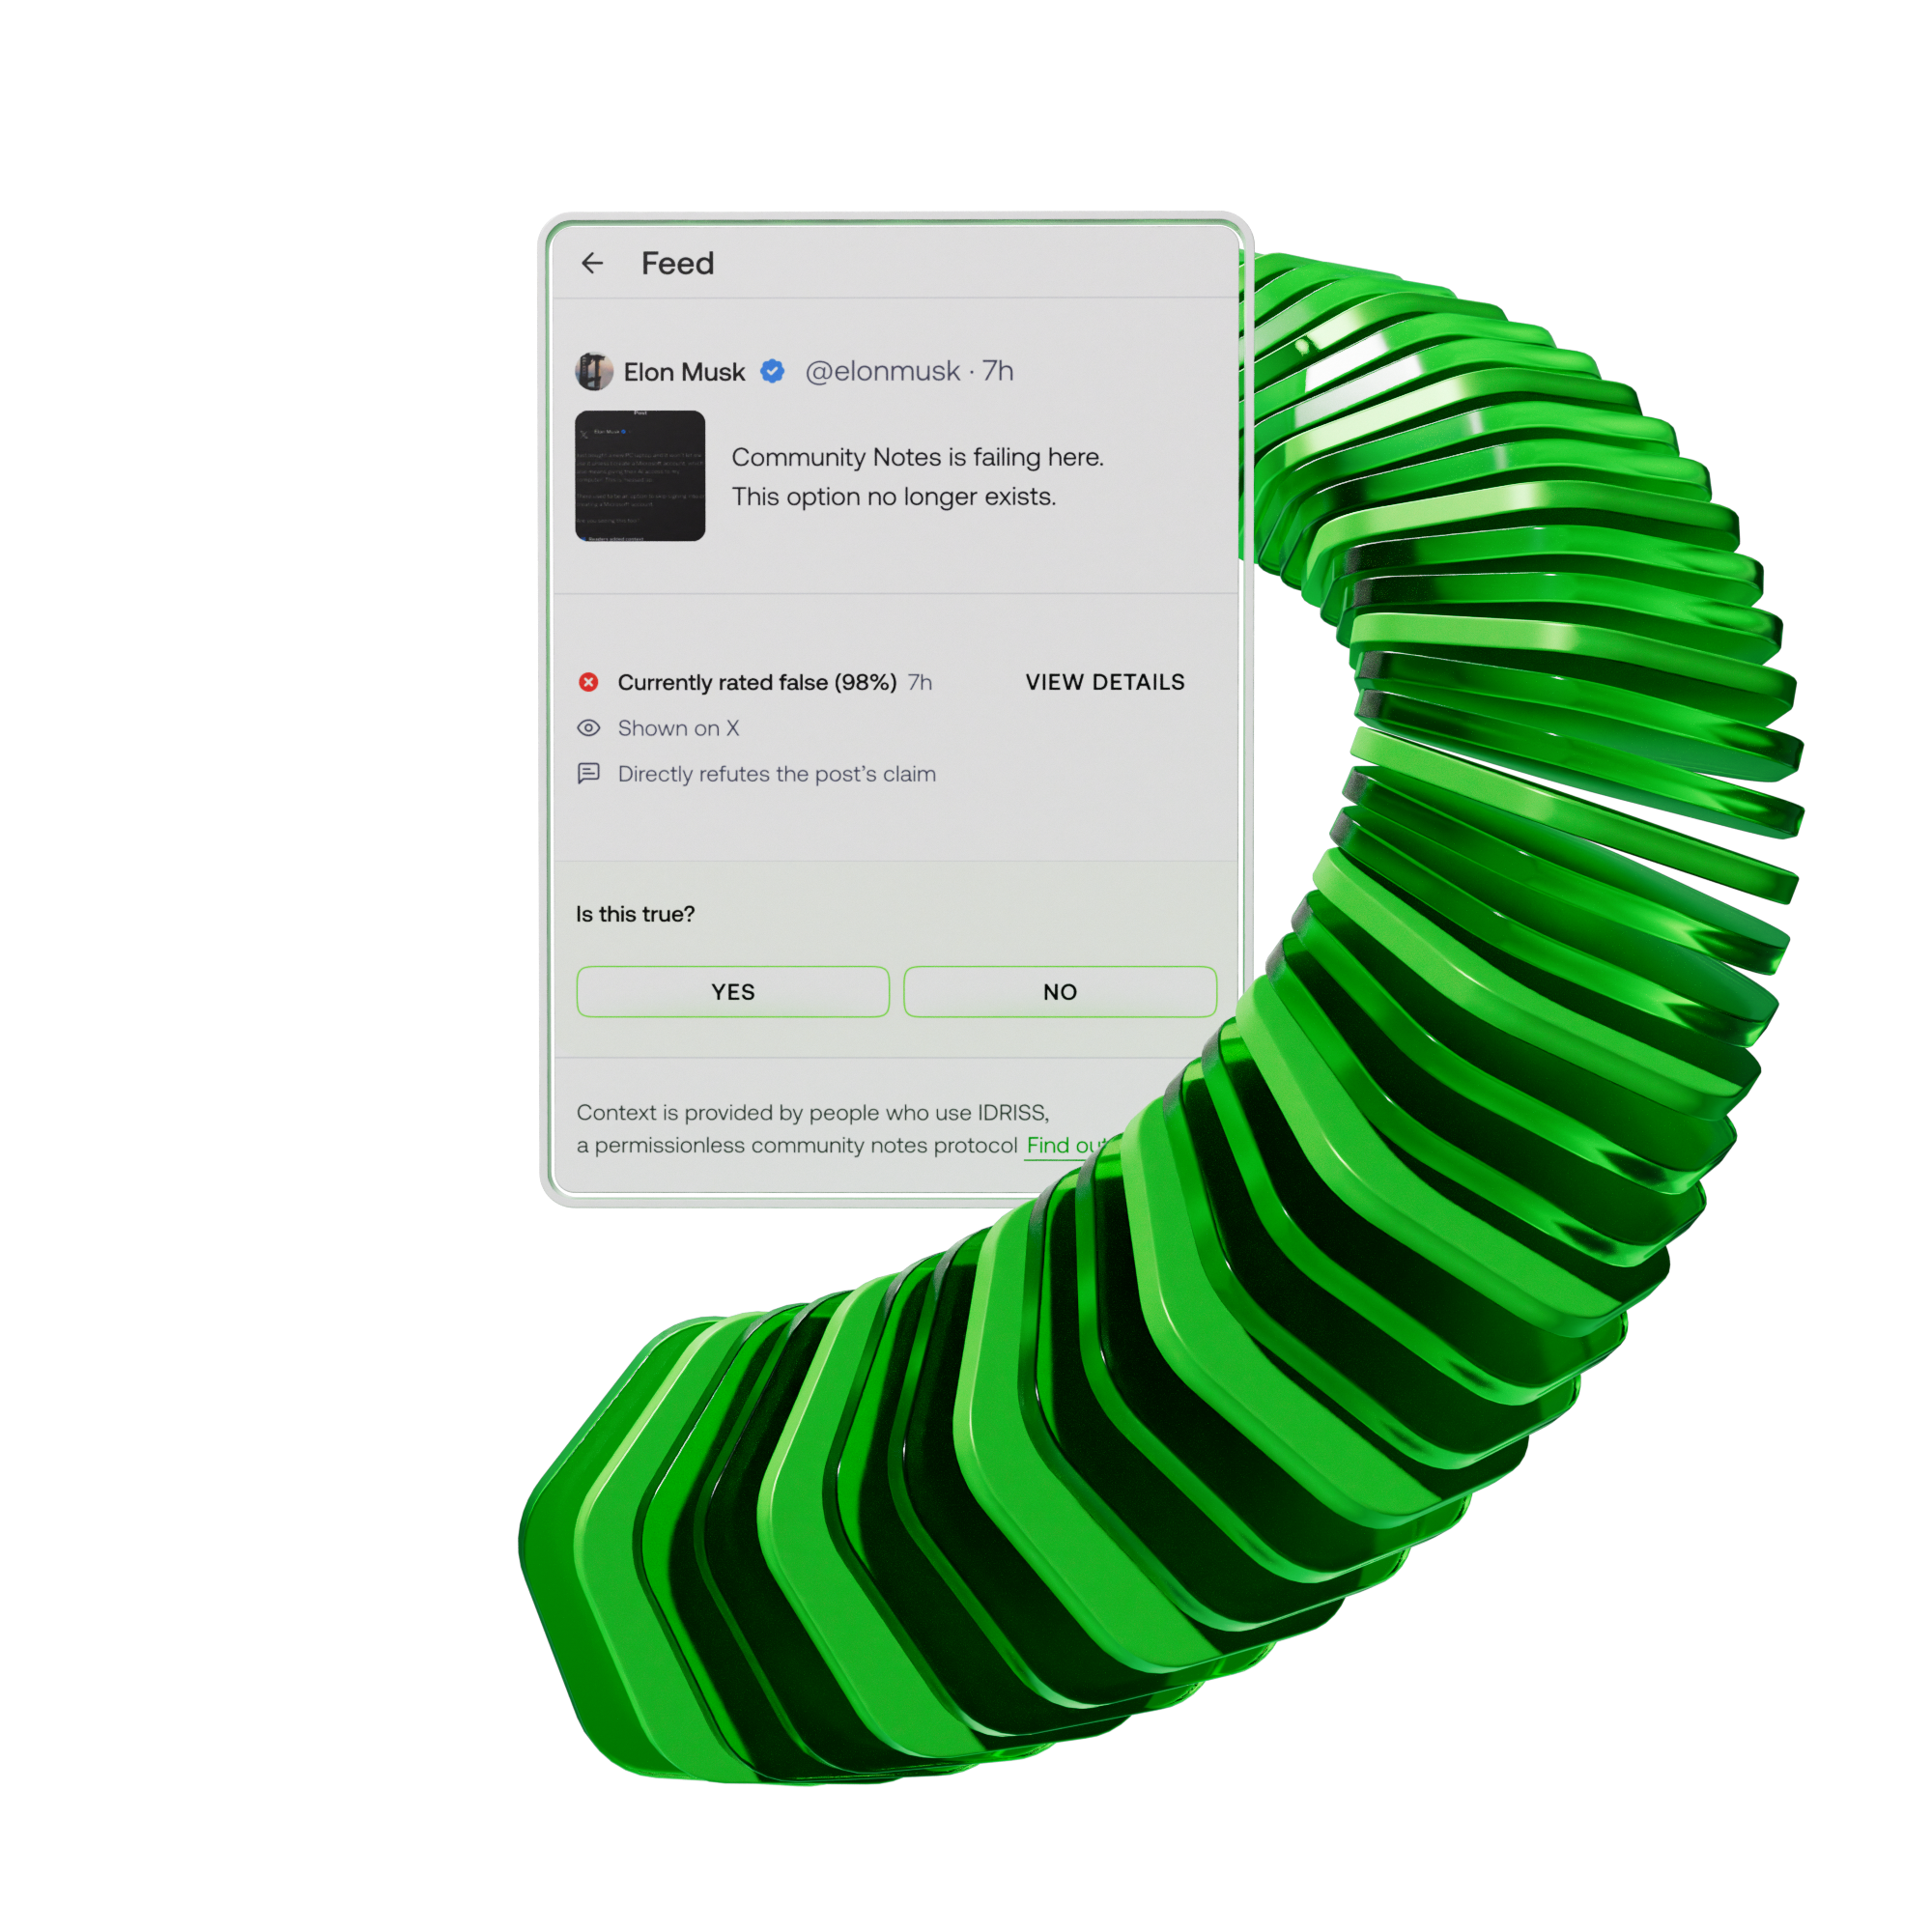 Feed
Elon Musk @elonmusk · 7h
Community Notes is failing here.
This option no longer exists.
Currently rated false (98%) 7h VIEW DETAILS
Shown on X
Directly refutes the post’s claim
Is this true?
YES NO
Context is provided by people who use IDRISS,
a permissionless community notes protocol Find